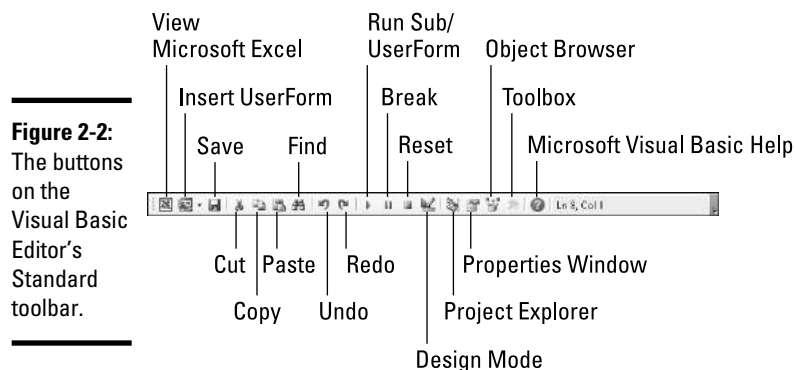 View
Microsoft Excel
Run Sub/
UserForm
Object Browser
Insert UserForm
Break
Toolbox
Save
Find
Reset
Microsoft Visual Basic Help
Figure 2-2:
The buttons
on the
Visual Basic
Editor's
Standard
toolbar.
Ln 8, Col 1
Cut
Paste
Redo
Properties Window
Copy
Undo
Project Explorer
Design Mode